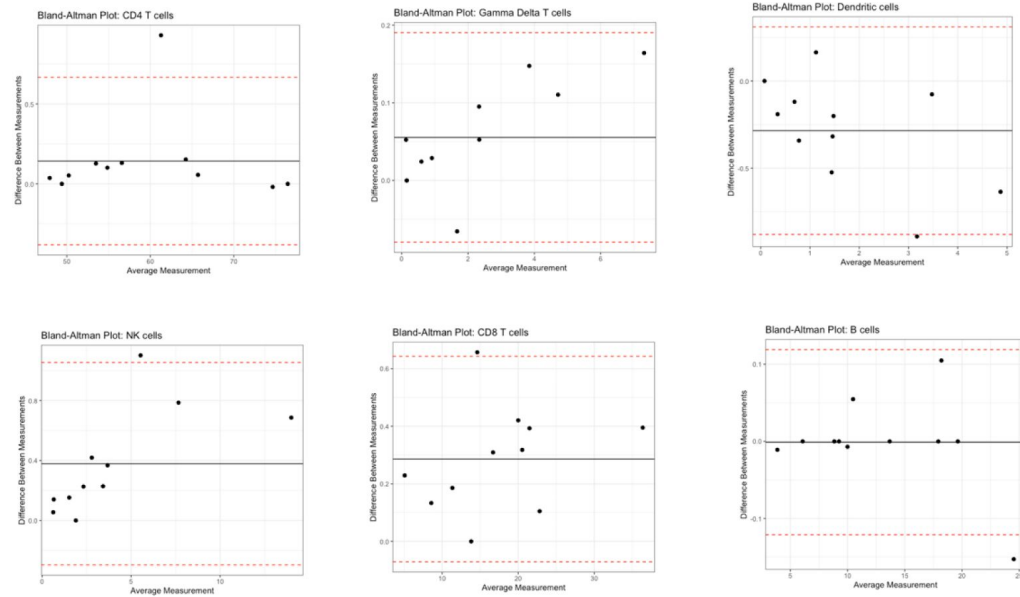 Bland-Altman Plot: CD4 T cells
Difference Between Measurements
0.5
0.0
50
60
70
Average Measurement
Bland-Altman Plot: Gamma Delta T cells
Difference Between Measurements
0.2
0.1
0.0
0
2
4
6
Average Measurement
Bland-Altman Plot: Dendritic cells
Difference Between Measurements
0.0
-0.5
0
1
2
3
4
5
Average Measurement
Bland-Altman Plot: NK cells
Difference Between Measurements
0.8
0.4
0.0
0
5
10
Average Measurement
Bland-Altman Plot: CD8 T cells
Difference Between Measurements
0.6
0.4
0.2
0.0
10
20
30
Average Measurement
Bland-Altman Plot: B cells
Difference Between Measurements
0.1
0.0
-0.1
5
10
15
20
25
Average Measurement